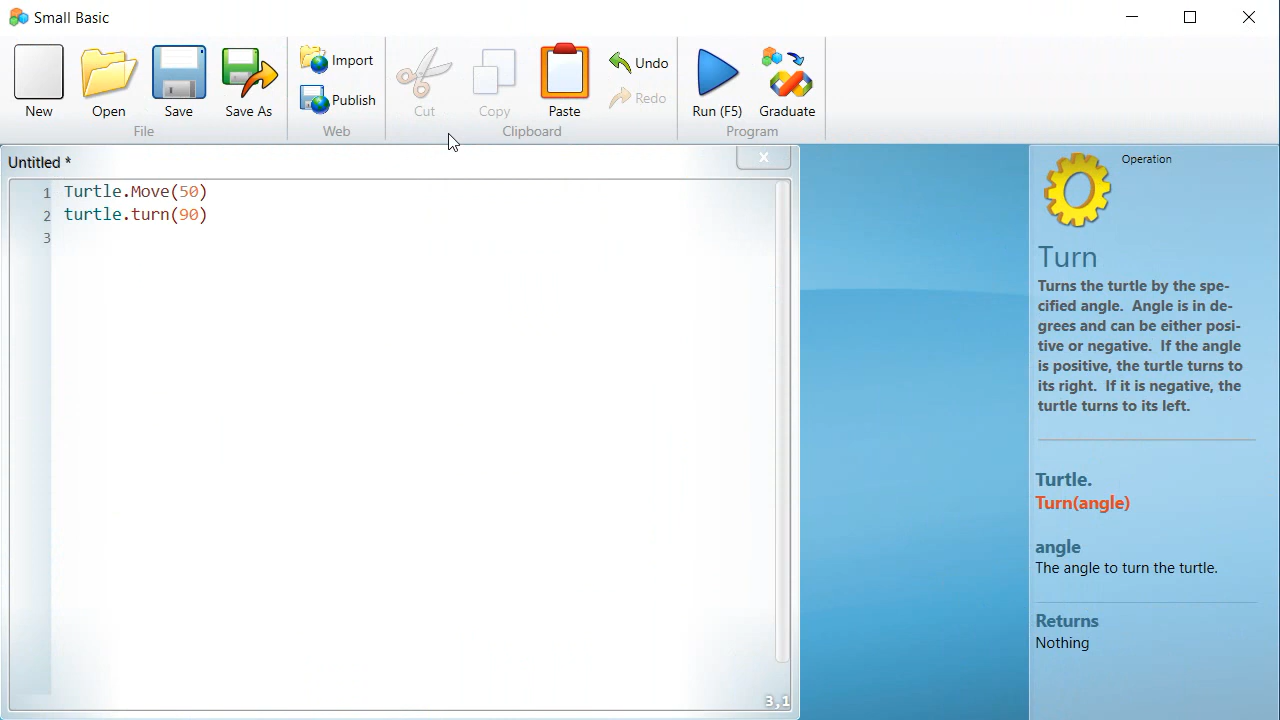 Small Basic
New
Open
Save
Save As
File
Import
Publish
Web
Cut
Copy
Paste
Undo
Redo
Clipboard
Run (F5)
Graduate
Program
Untitled *
X
1 Turtle.Move(50)
2 turtle.turn(90)
3
3,1
Operation
Turn
Turns the turtle by the spe-
cified angle.  Angle is in de-
grees and can be either posi-
tive or negative.  If the angle
is positive, the turtle turns to
its right.  If it is negative, the
turtle turns to its left.
Turtle.
Turn(angle)
angle
The angle to turn the turtle.
Returns
Nothing